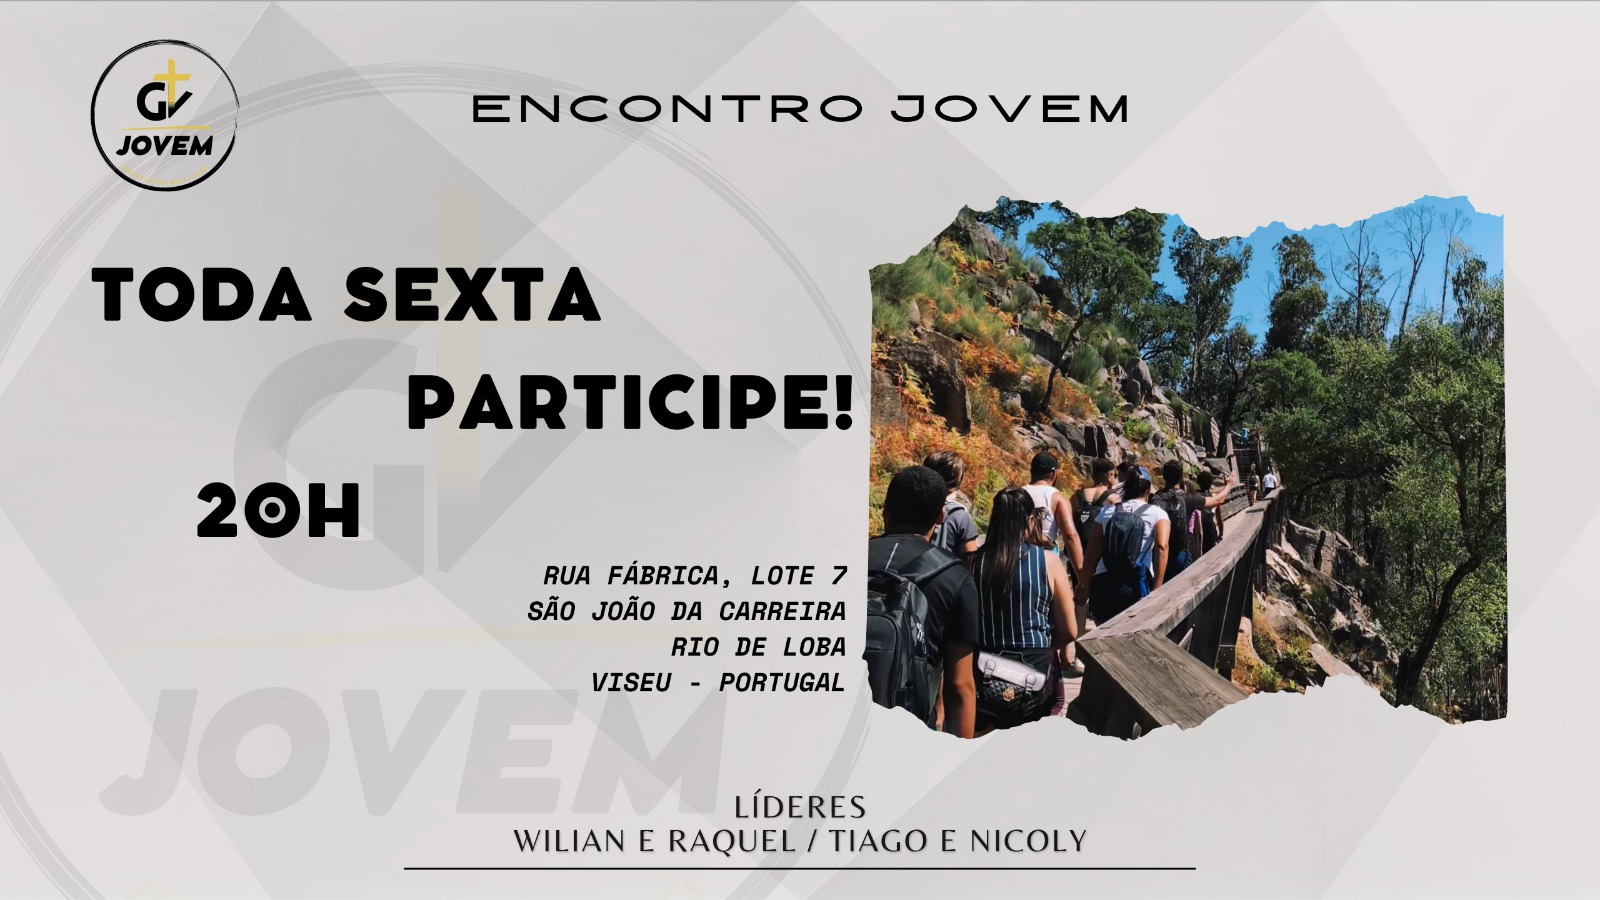 GV
JOVEM
ENCONTRO JOVEM
TODA SEXTA
PARTICIPE!
20H
RUA FÁBRICA, LOTE 7
SÃO JOÃO DA CARREIRA
RIO DE LOBA
VISEU - PORTUGAL
GV
JOVEM
LÍDERES
WILIAN E RAQUEL / TIAGO E NICOLY